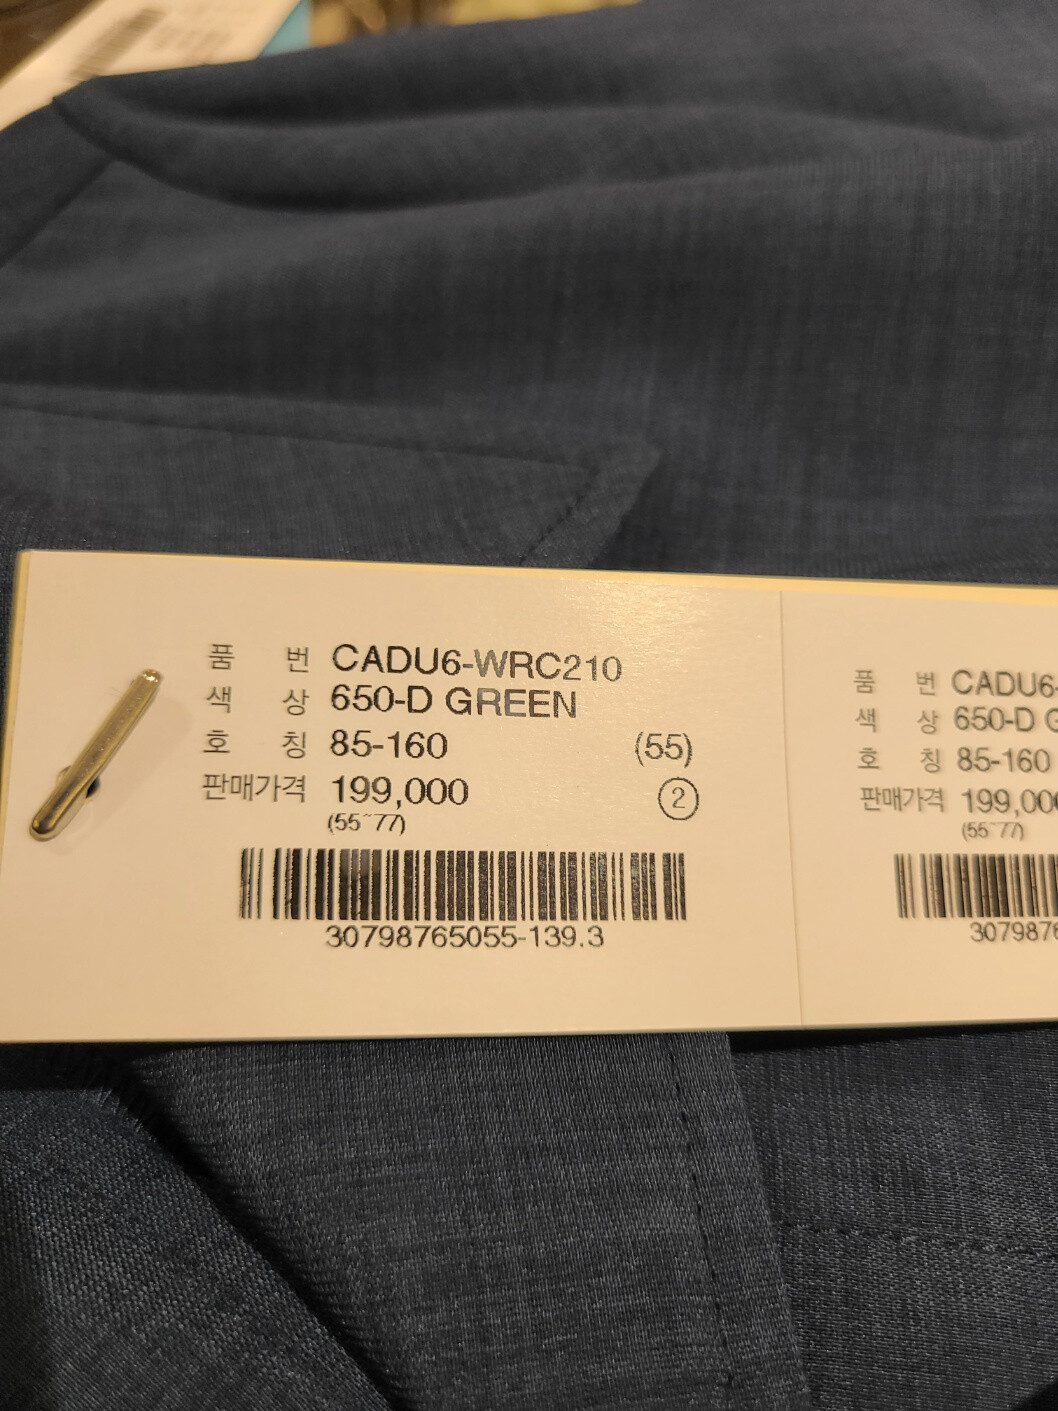 품 번 CADU6-WRC210
색 상 650-D GREEN
호 칭 85-160 (55)
판매가격 199,000 ②
(55~77)
30798765055-139.3
품 번 CADU6-
색 상 650-D G
호 칭 85-160
판매가격 199,000
(55~77)
3079876